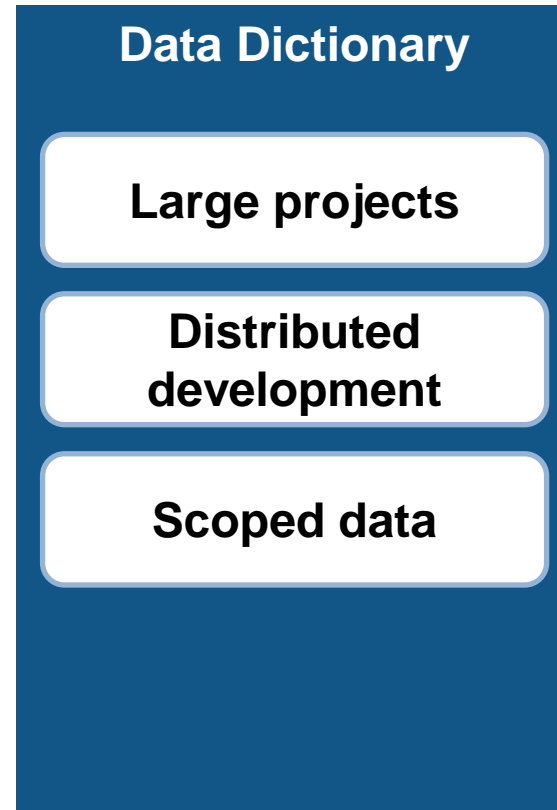 Data Dictionary
Large projects
Distributed
development
Scoped data